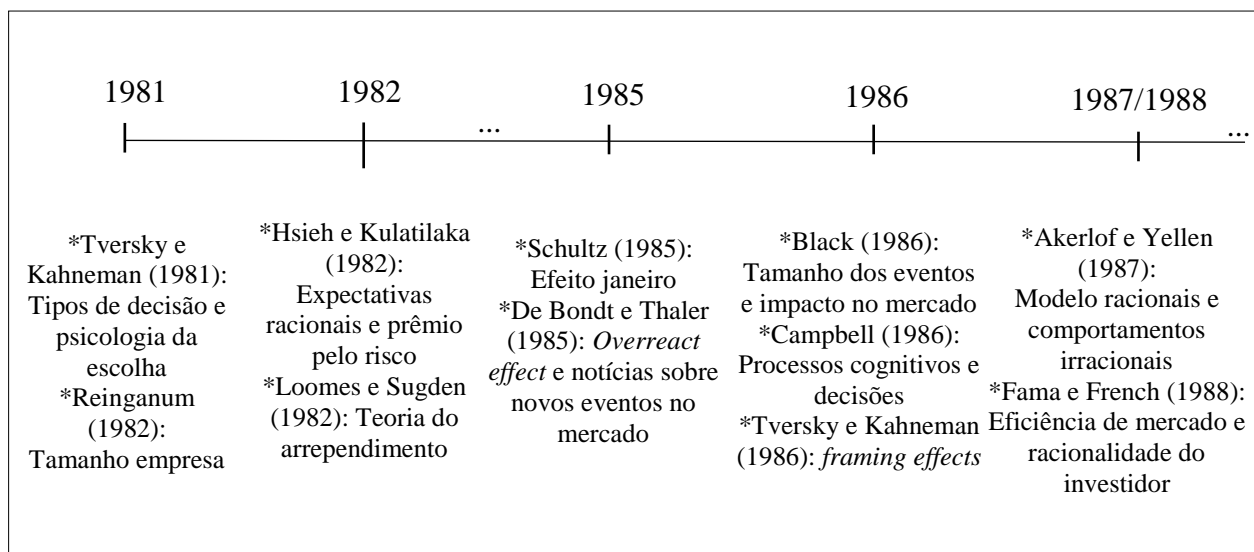 1981
1982
...
1985
1986
1987/1988
...
*Tversky e
Kahneman (1981):
Tipos de decisão e
psicologia da
escolha
*Reinganum
(1982):
Tamanho empresa
*Hsieh e Kulatilaka
(1982):
Expectativas
racionais e prêmio
pelo risco
*Loomes e Sugden
(1982): Teoria do
arrependimento
*Schultz (1985):
Efeito janeiro
*De Bondt e Thaler
(1985): Overreact
effect e notícias sobre
novos eventos no
mercado
*Black (1986):
Tamanho dos eventos
e impacto no mercado
*Campbell (1986):
Processos cognitivos e
decisões
*Tversky e Kahneman
(1986): framing effects
*Akerlof e Yellen
(1987):
Modelo racionais e
comportamentos
irracionais
*Fama e French (1988):
Eficiência de mercado e
racionalidade do
investidor